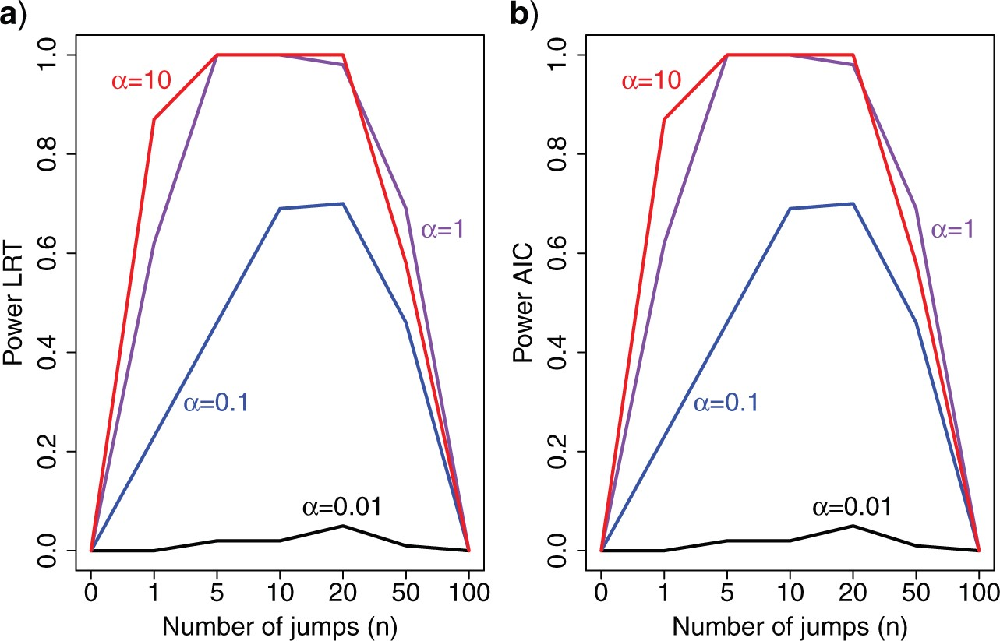 a)
Power LRT
1.0
0.8
0.6
0.4
0.2
0.0
α=10
α=1
α=0.1
α=0.01
0 1 5 10 20 50 100
Number of jumps (n)
b)
Power AIC
1.0
0.8
0.6
0.4
0.2
0.0
α=10
α=1
α=0.1
α=0.01
0 1 5 10 20 50 100
Number of jumps (n)